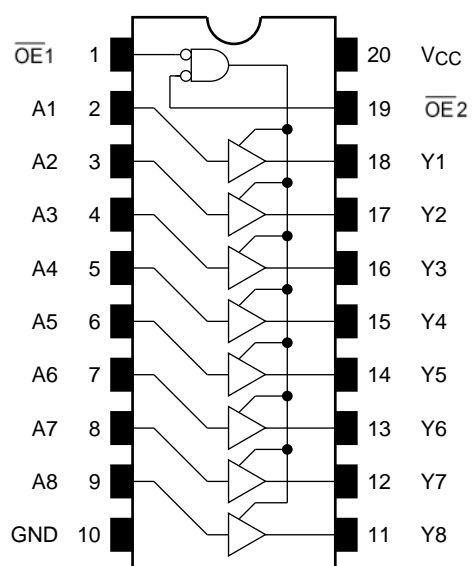 OE1 1 20 VCC
A1 2 19 OE2
A2 3 18 Y1
A3 4 17 Y2
A4 5 16 Y3
A5 6 15 Y4
A6 7 14 Y5
A7 8 13 Y6
A8 9 12 Y7
GND 10 11 Y8